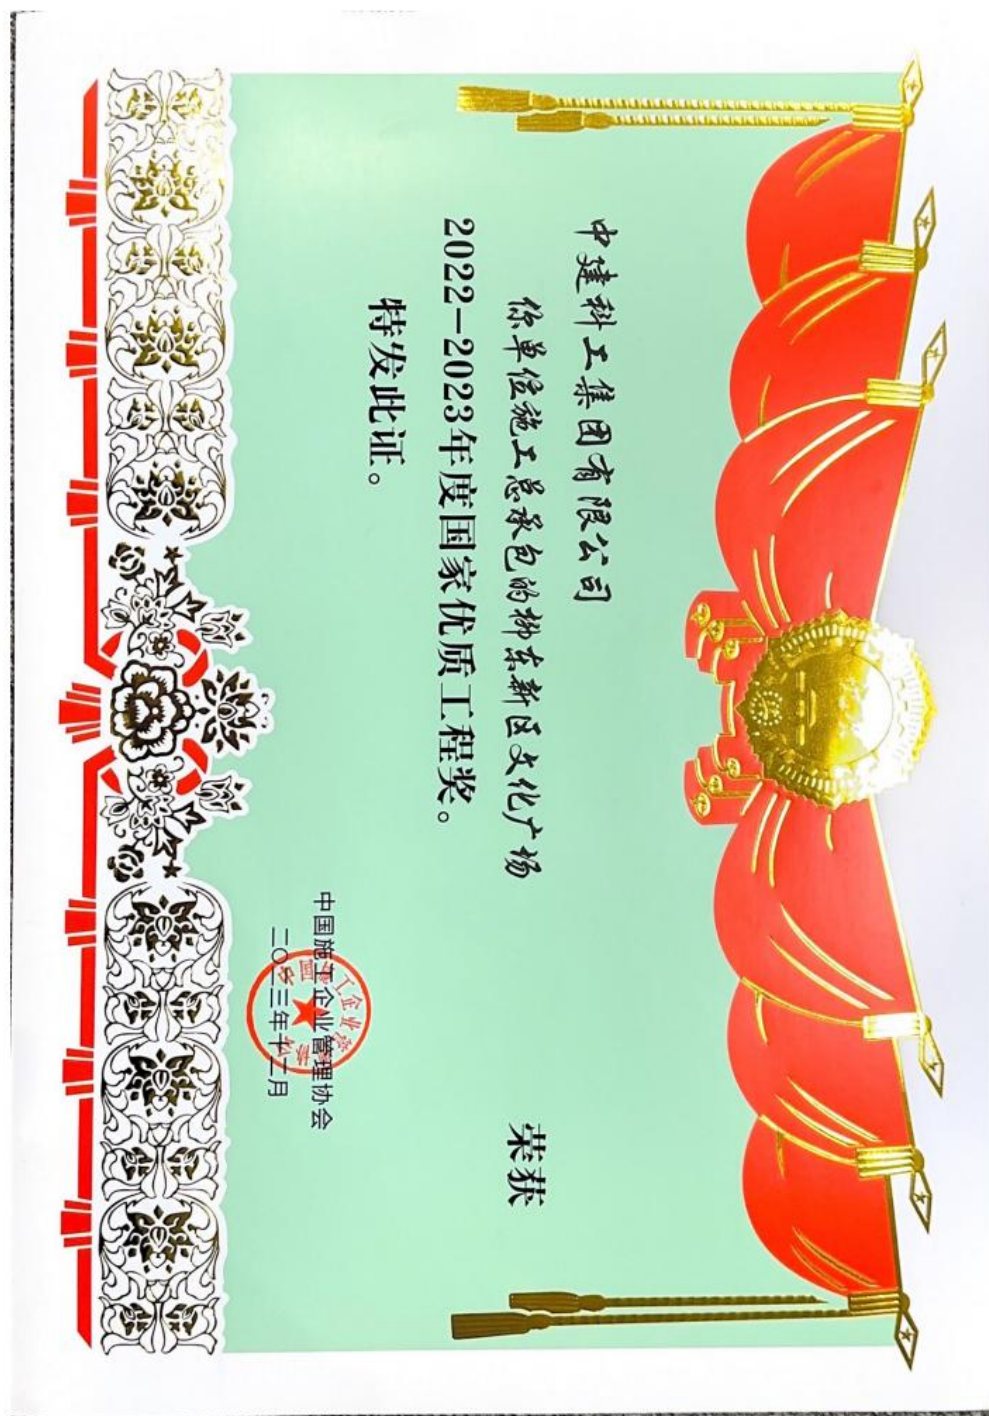 中建科工集团有限公司
你单位施工总承包的柳东新区文化广场 荣获
2022-2023年度国家优质工程奖。
特发此证。
中国施工企业管理协会
二〇二三年十二月